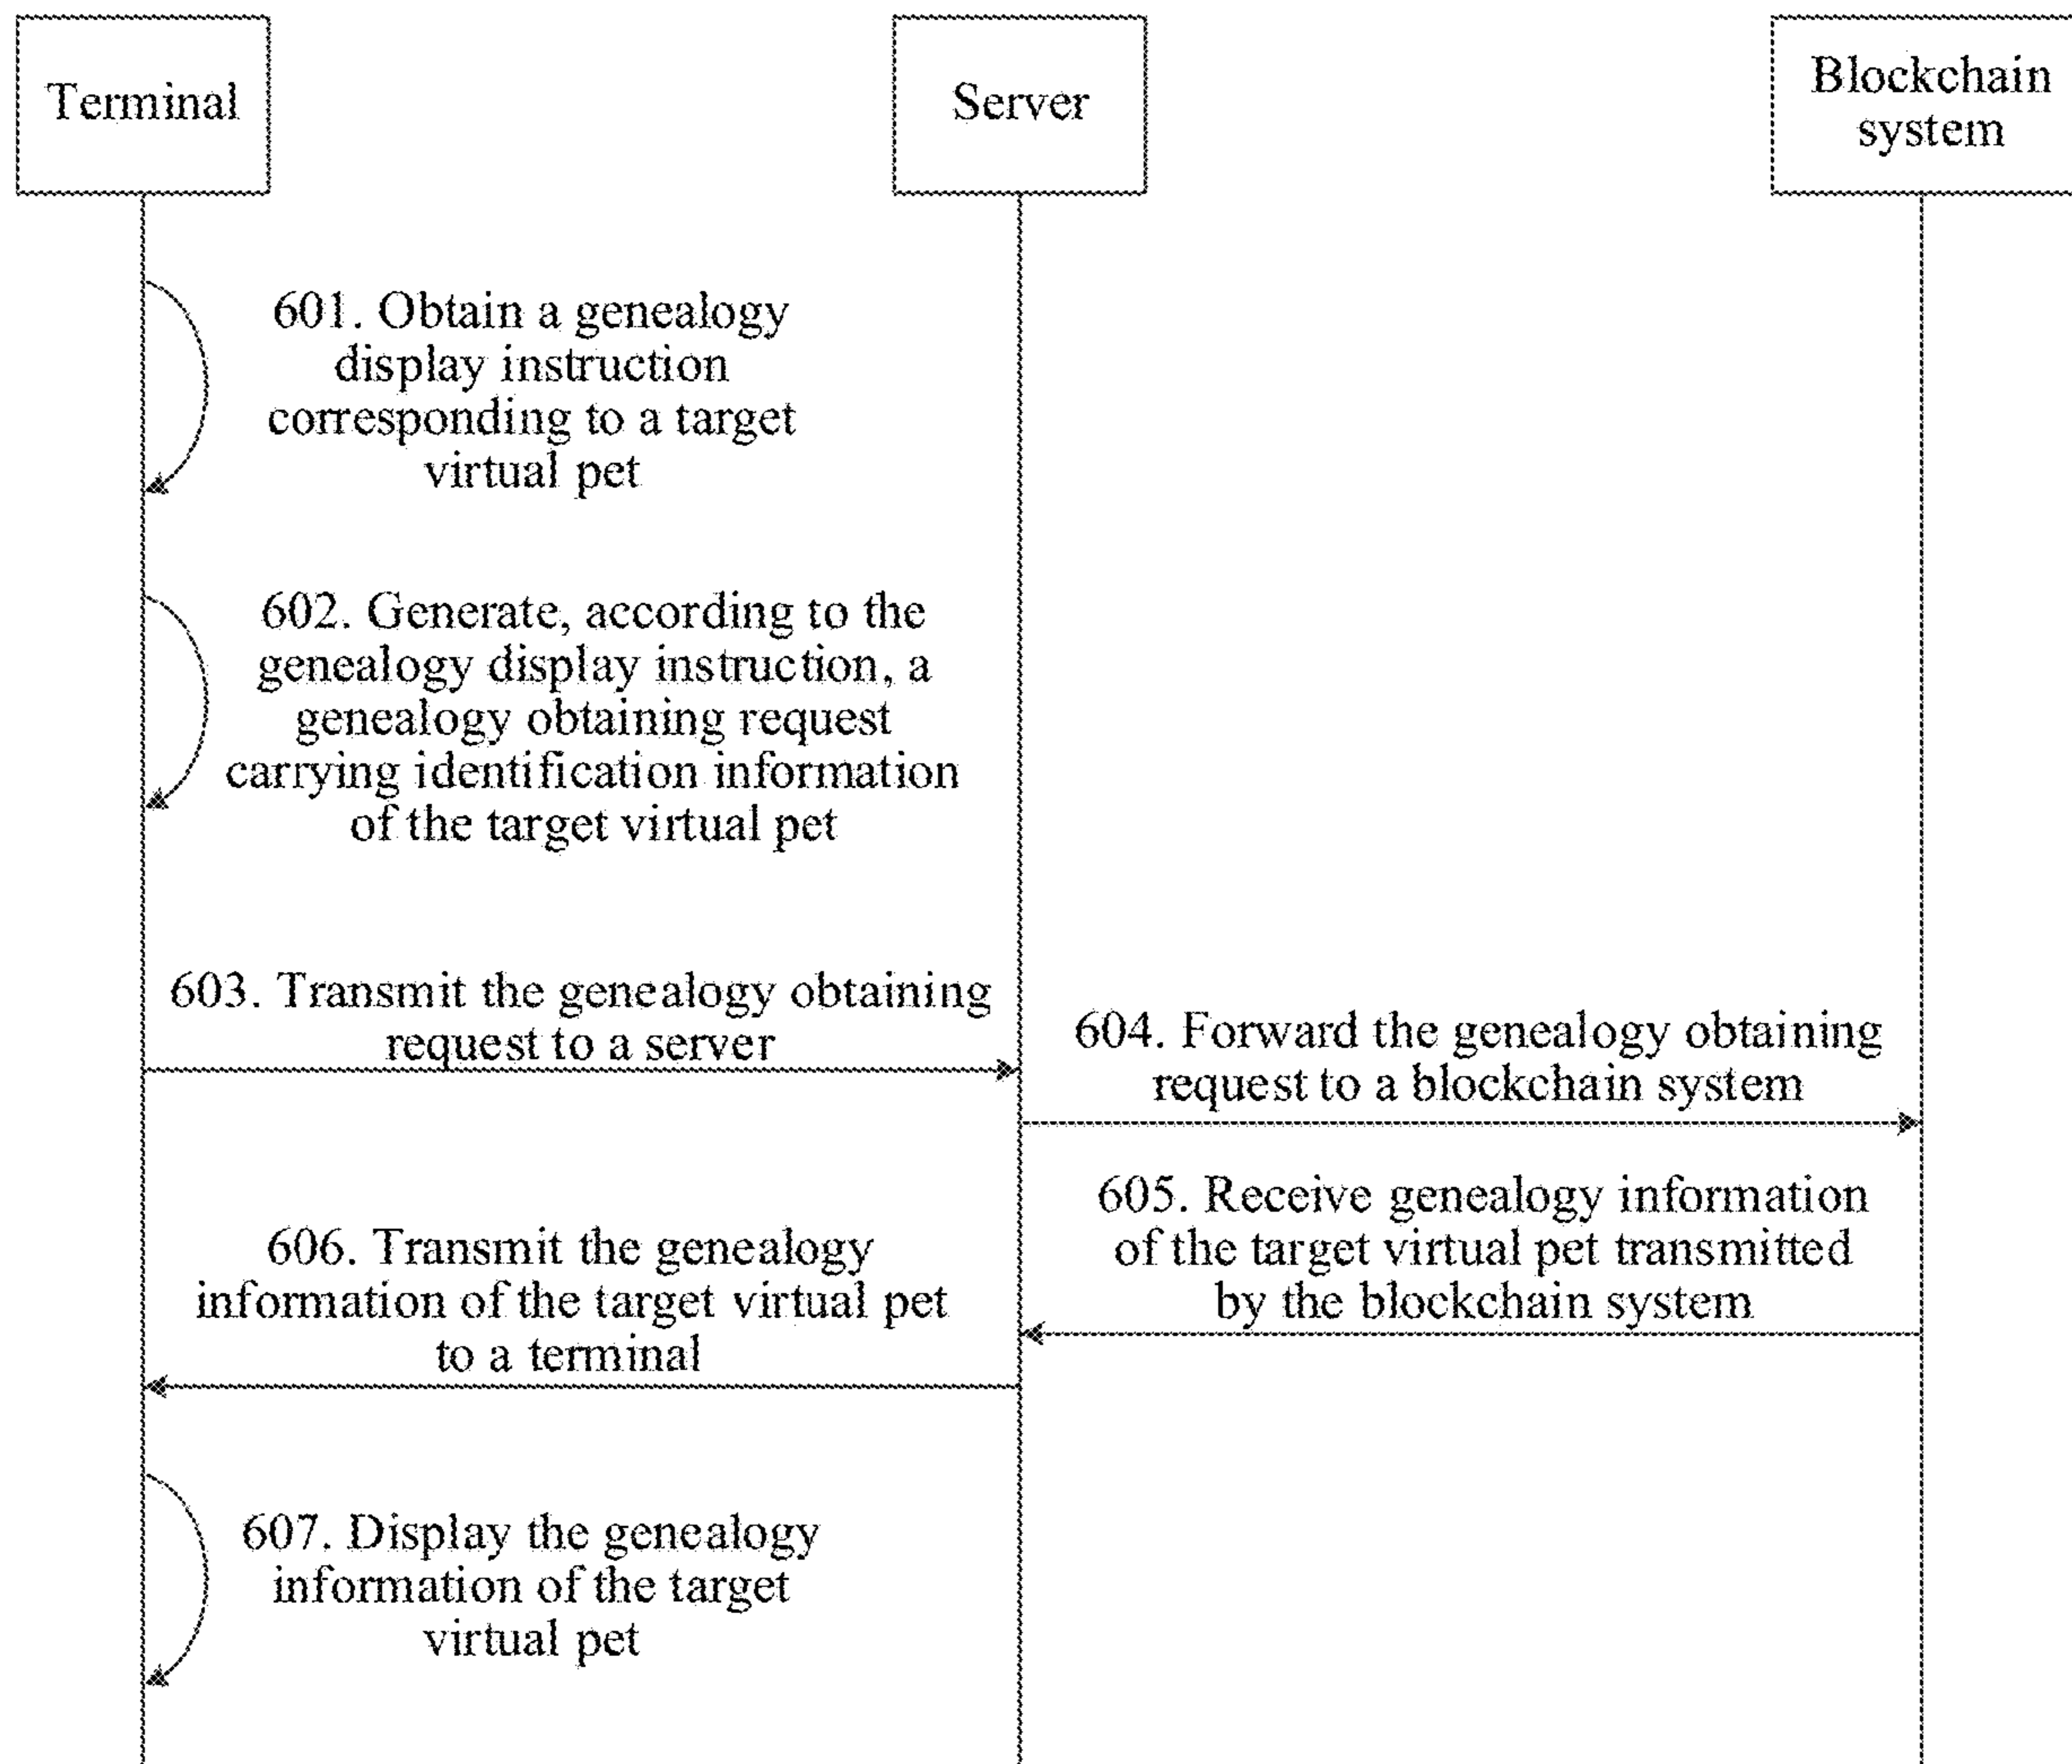 Terminal
Server
Blockchain
system
601. Obtain a genealogy
display instruction
corresponding to a target
virtual pet
602. Generate, according to the
genealogy display instruction, a
genealogy obtaining request
carrying identification information
of the target virtual pet
603. Transmit the genealogy obtaining
request to a server
604. Forward the genealogy obtaining
request to a blockchain system
605. Receive genealogy information
of the target virtual pet transmitted
by the blockchain system
606. Transmit the genealogy
information of the target virtual pet
to a terminal
607. Display the genealogy
information of the target
virtual pet